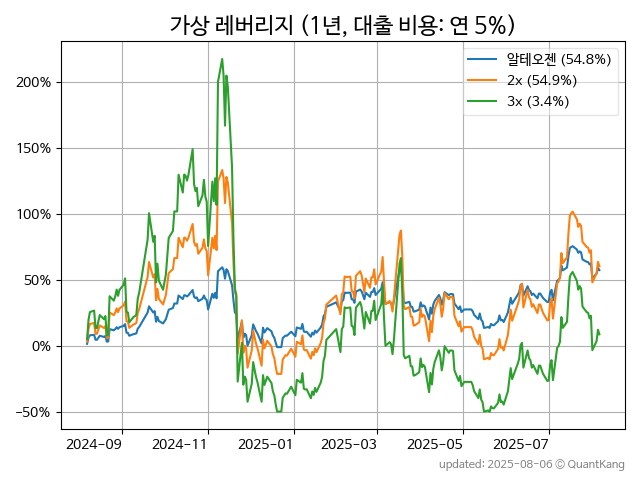 가상 레버리지 (1년, 대출 비용: 연 5%)
알테오젠 (54.8%)
2x (54.9%)
3x (3.4%)
200%
150%
100%
50%
0%
−50%
2024-09 2024-11 2025-01 2025-03 2025-05 2025-07
updated: 2025-08-06 ⓒ QuantKang